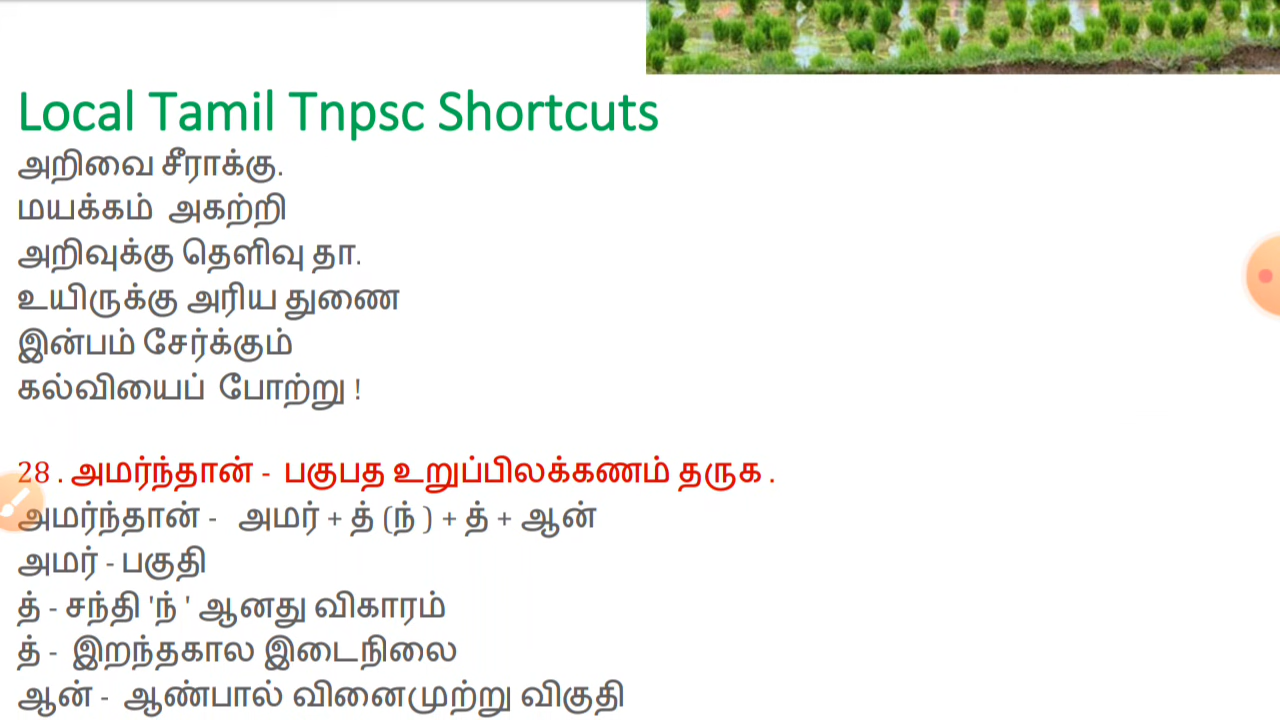 Local Tamil Tnpsc Shortcuts
அறிவை சீராக்கு.
மயக்கம் அகற்றி
அறிவுக்கு தெளிவு தா.
உயிருக்கு அரிய துணை
இன்பம் சேர்க்கும்
கல்வியைப் போற்று !
28 . அமர்ந்தான் - பகுபத உறுப்பிலக்கணம் தருக .
அமர்ந்தான் - அமர் + த் (ந் ) + த் + ஆன்
அமர் - பகுதி
த் - சந்தி 'ந் ' ஆனது விகாரம்
த் - இறந்தகால இடைநிலை
ஆன் - ஆண்பால் வினைமுற்று விகுதி